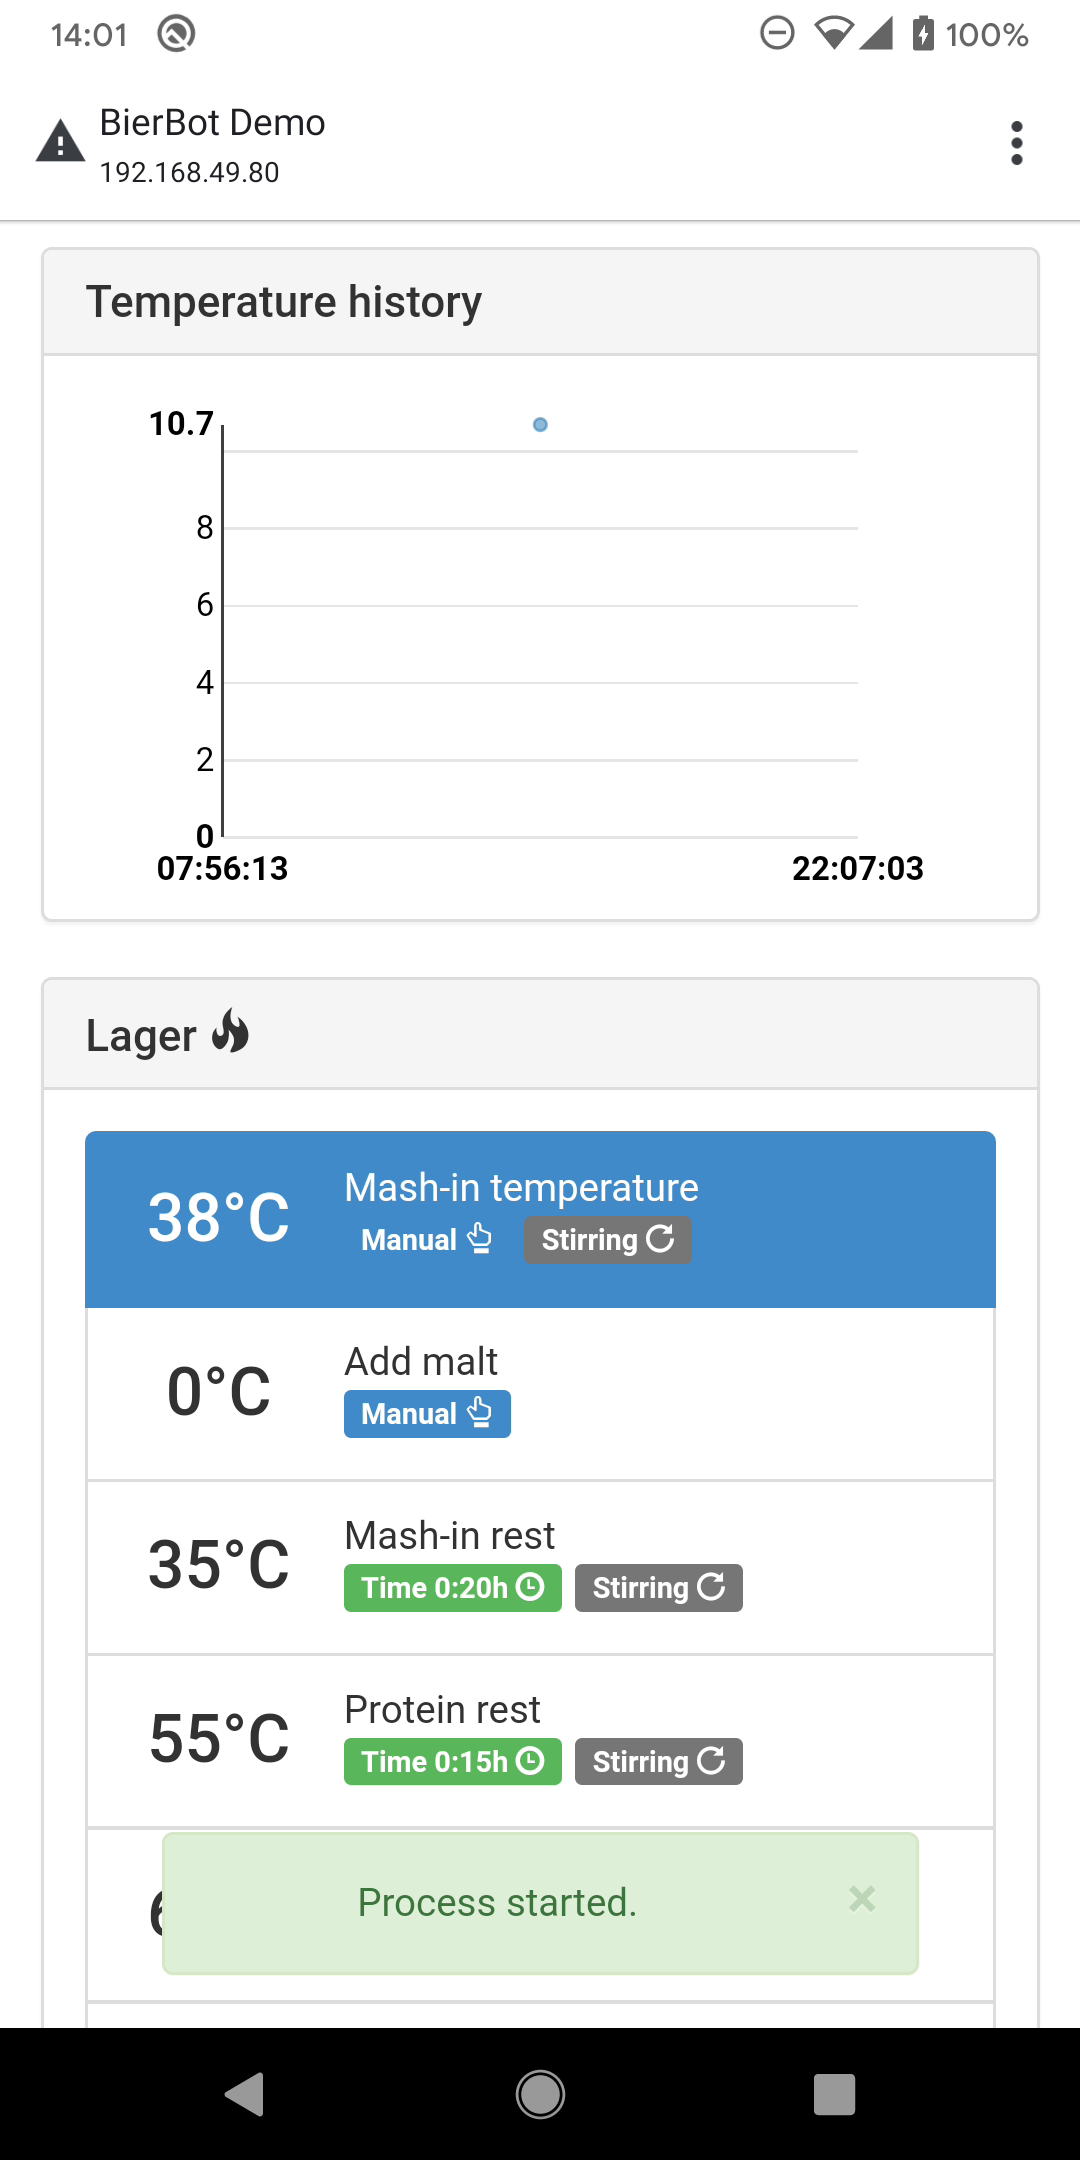 14:01
100%
BierBot Demo
192.168.49.80
Temperature history
10.7
8
6
4
2
0
07:56:13 22:07:03
Lager
38°C
Mash-in temperature
Manual Stirring
0°C
Add malt
Manual
35°C
Mash-in rest
Time 0:20h Stirring
55°C
Protein rest
Time 0:15h Stirring
Process started. ×